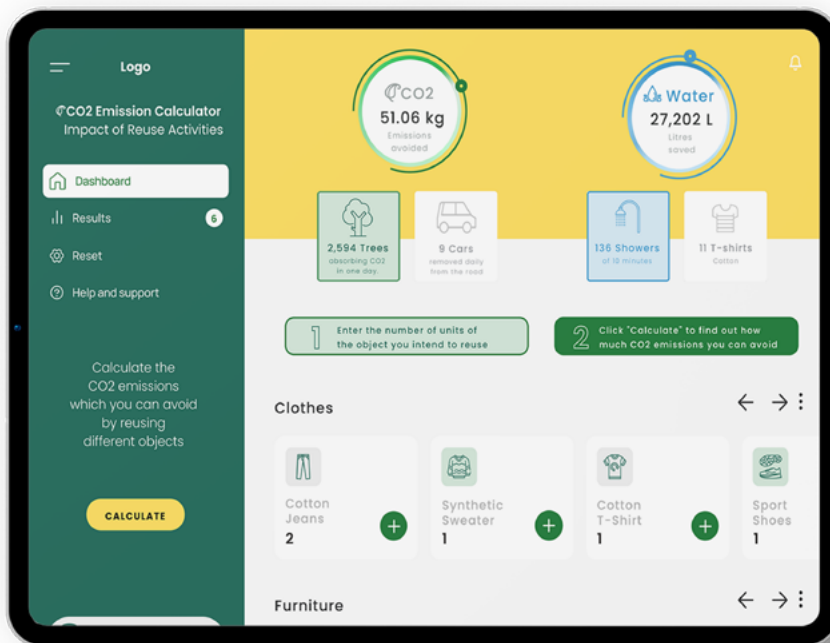 Logo
CO2 Emission Calculator
Impact of Reuse Activities
Dashboard
Results
6
Reset
Help and support
Calculate the
CO2 emissions
which you can avoid
by reusing
different objects
CALCULATE
CO2
51.06 kg
Emissions
avoided
Water
27,202 L
Litres
saved
2,594 Trees
absorbing CO2
in one day.
9 Cars
removed daily
from the road
136 Showers
of 10 minutes
11 T-shirts
Cotton
1
Enter the number of units of
the object you intend to reuse
2
Click "Calculate" to find out how
much CO2 emissions you can avoid
Clothes
Cotton
Jeans
2
Synthetic
Sweater
1
Cotton
T-Shirt
1
Sport
Shoes
1
Furniture